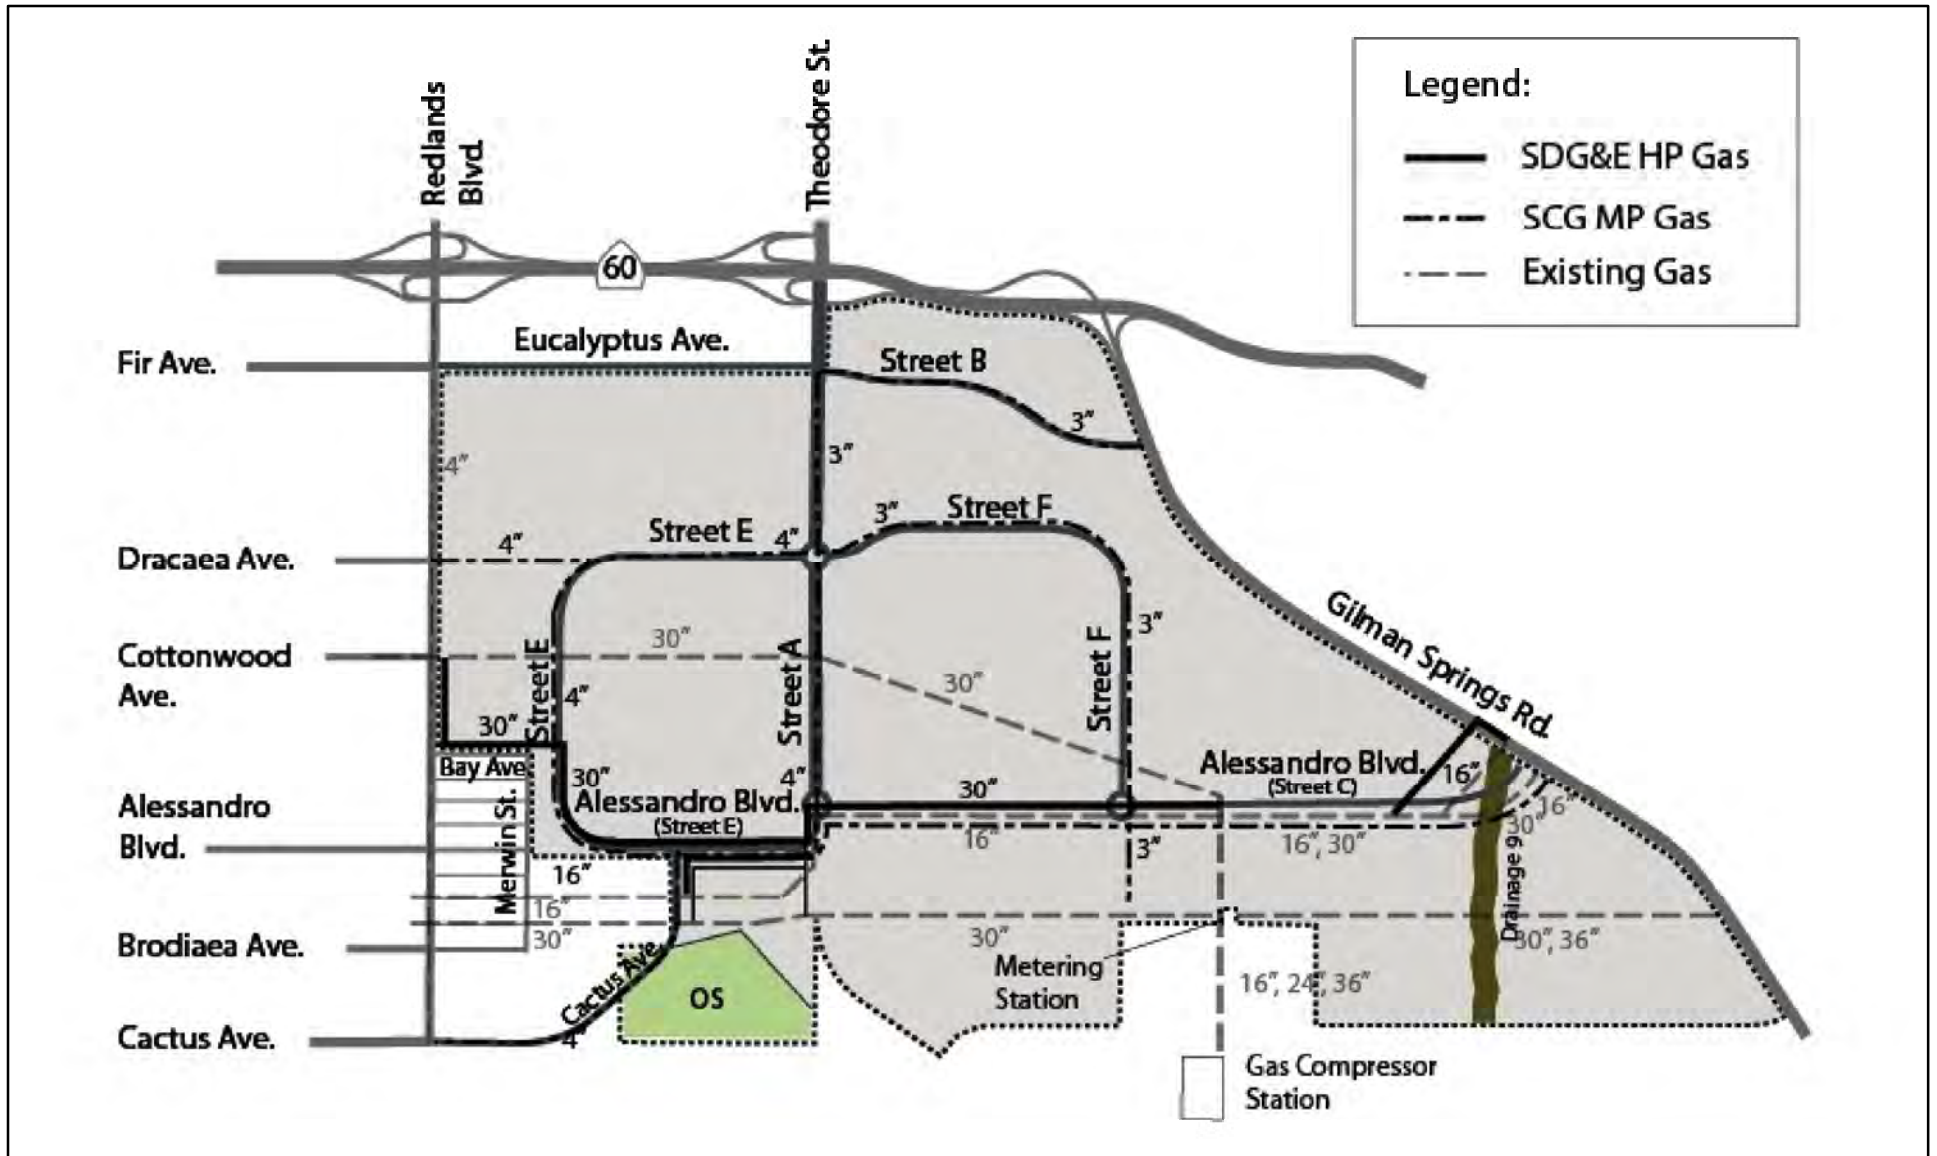 Redlands
Blvd.
Theodore St.
Legend:
SDG&E HP Gas
SCG MP Gas
Existing Gas
60
Eucalyptus Ave.
Fir Ave.
Street B
3”
4”
3”
Street E
4”
3”
Street F
4”
Dracaea Ave.
Gilman Springs Rd.
3”
Cottonwood
Ave.
30”
Street E
4”
Street A
30”
Street F
30”
Bay Ave
30”
4”
Alessandro Blvd.
(Street E)
30”
Alessandro Blvd.
(Street C)
16”
16”
30”
Alessandro
Blvd.
Merwin St.
16”
16”
3”
16”, 30”
Drainage 9
16”
30”
Brodiaea Ave.
30”
30”, 36”
Metering
Station
16”, 24”, 36”
Cactus Ave.
OS
4”
Cactus Ave.
Gas Compressor
Station